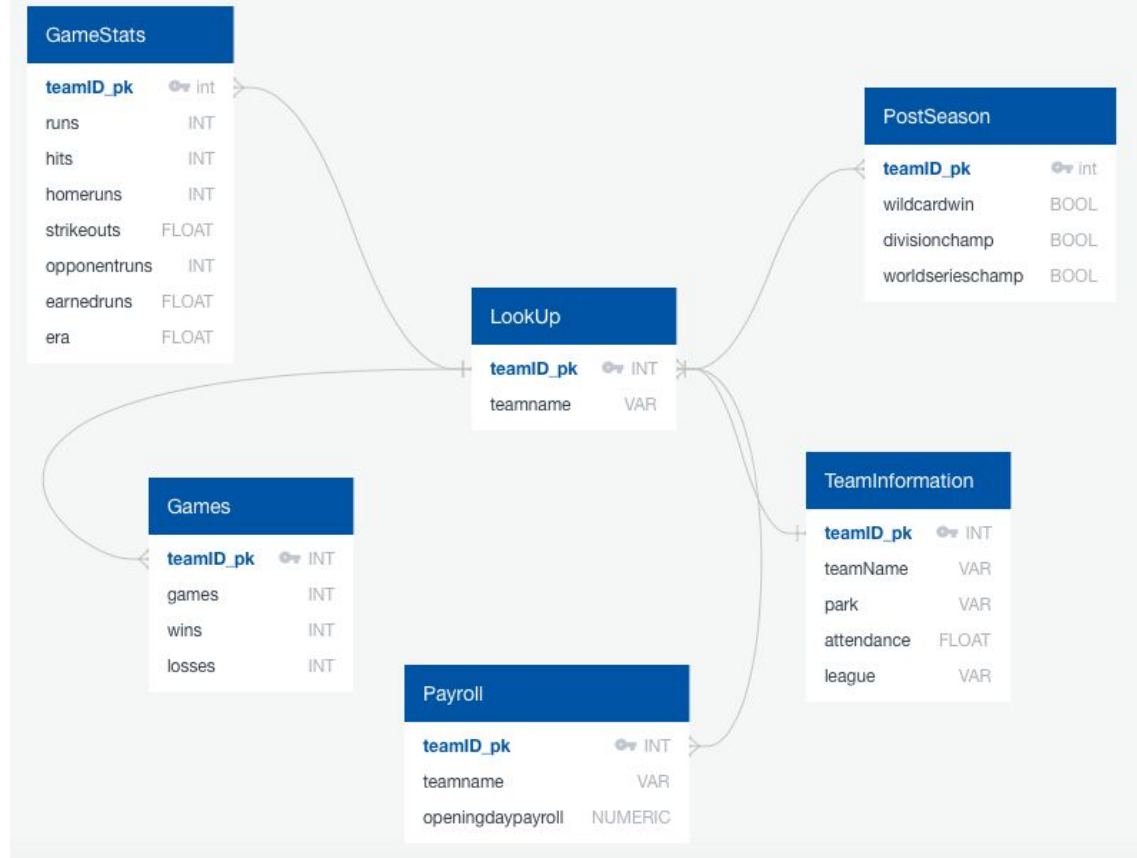 GameStats
teamID_pk int
runs INT
hits INT
homeruns INT
strikeouts FLOAT
opponentruns INT
earnedruns FLOAT
era FLOAT
PostSeason
teamID_pk int
wildcardwin BOOL
divisionchamp BOOL
worldserieschamp BOOL
LookUp
teamID_pk INT
teamname VAR
Games
teamID_pk INT
games INT
wins INT
losses INT
TeamInformation
teamID_pk INT
teamName VAR
park VAR
attendance FLOAT
league VAR
Payroll
teamID_pk INT
teamname VAR
openingdaypayroll NUMERIC